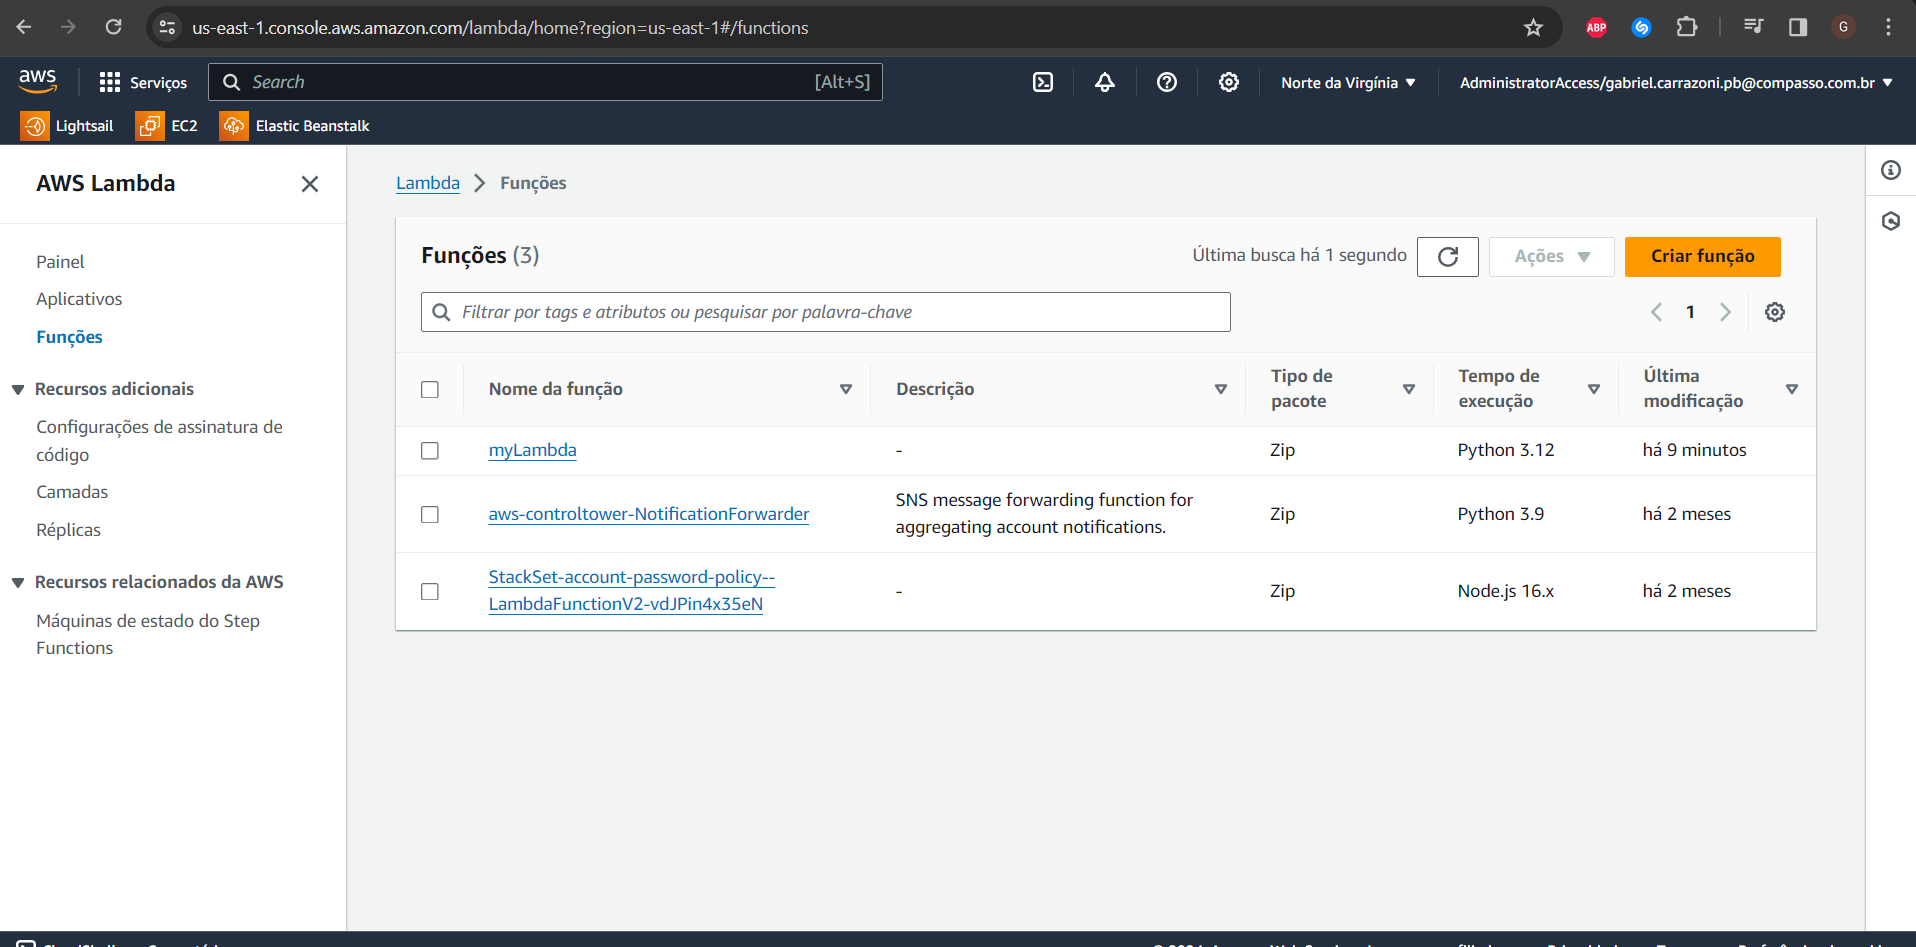 us-east-1.console.aws.amazon.com/lambda/home?region=us-east-1#/functions
ABP
G
aws
Serviços
Search
[Alt+S]
Norte da Virgínia
AdministratorAccess/gabriel.carrazoni.pb@compasso.com.br
Lightsail
EC2
Elastic Beanstalk
AWS Lambda
Painel
Aplicativos
Funções
Recursos adicionais
Configurações de assinatura de
código
Camadas
Réplicas
Recursos relacionados da AWS
Máquinas de estado do Step
Functions
Lambda
Funções
Funções (3)
Última busca há 1 segundo
Ações
Criar função
Filtrar por tags e atributos ou pesquisar por palavra-chave
1
Nome da função
Descrição
Tipo de
pacote
Tempo de
execução
Última
modificação
myLambda
-
Zip
Python 3.12
há 9 minutos
aws-controltower-NotificationForwarder
SNS message forwarding function for
aggregating account notifications.
Zip
Python 3.9
há 2 meses
StackSet-account-password-policy--
LambdaFunctionV2-vdJPin4x35eN
-
Zip
Node.js 16.x
há 2 meses